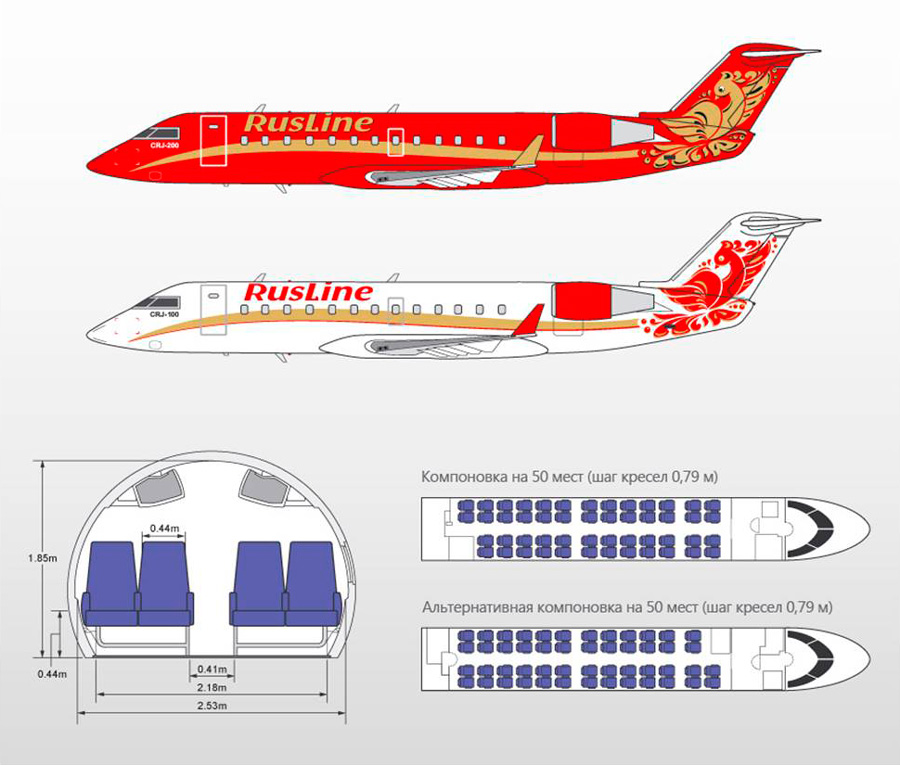 RusLine
CRJ-200
RusLine
CRJ-100
Компоновка на 50 мест (шаг кресел 0,79 м)
0.44m
1.85m
0.44m
0.41m
2.18m
2.53m
Альтернативная компоновка на 50 мест (шаг кресел 0,79 м)